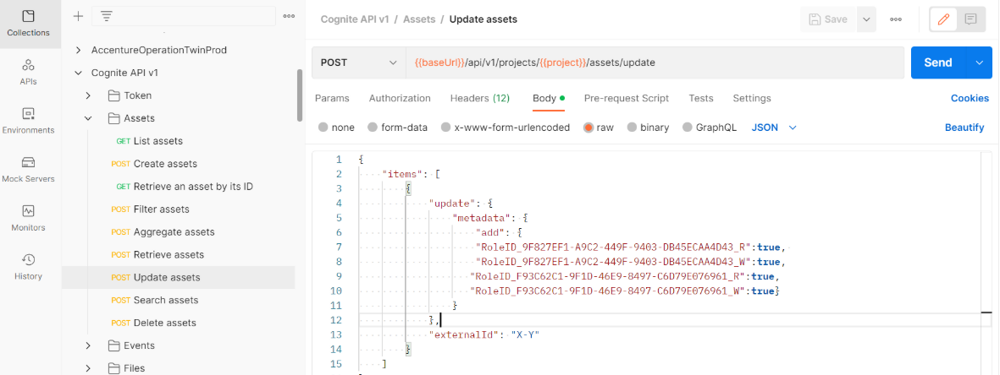 Collections
APIs
Environments
Mock Servers
Monitors
History
AccentureOperationTwinProd
Cognite API v1
Token
Assets
GET List assets
POST Create assets
GET Retrieve an asset by its ID
POST Filter assets
POST Aggregate assets
POST Retrieve assets
POST Update assets
POST Search assets
POST Delete assets
Events
Files
Cognite API v1 / Assets / Update assets
Save
POST {{baseUrl}}/api/v1/projects/{{project}}/assets/update Send
Params Authorization Headers (12) Body Pre-request Script Tests Settings Cookies
none form-data x-www-form-urlencoded raw binary GraphQL JSON Beautify
1 {
2 "items": [
3 {
4 "update": {
5 "metadata": {
6 "add": {
7 "RoleID_9F827EF1-A9C2-449F-9403-DB45ECAA4D43_R":true,
8 "RoleID_9F827EF1-A9C2-449F-9403-DB45ECAA4D43_W":true,
9 "RoleID_F93C62C1-9F1D-46E9-8497-C6D79E076961_R":true,
10 "RoleID_F93C62C1-9F1D-46E9-8497-C6D79E076961_W":true}
11 }
12 },
13 "externalId": "X-Y"
14 }
15 ]